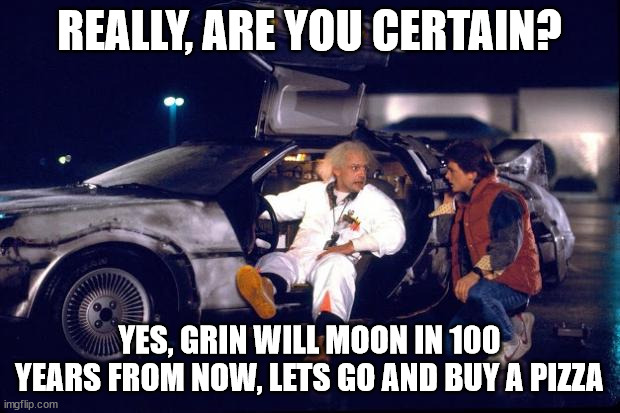 REALLY, ARE YOU CERTAIN?
YES, GRIN WILL MOON IN 100
YEARS FROM NOW, LETS GO AND BUY A PIZZA
imgflip.com